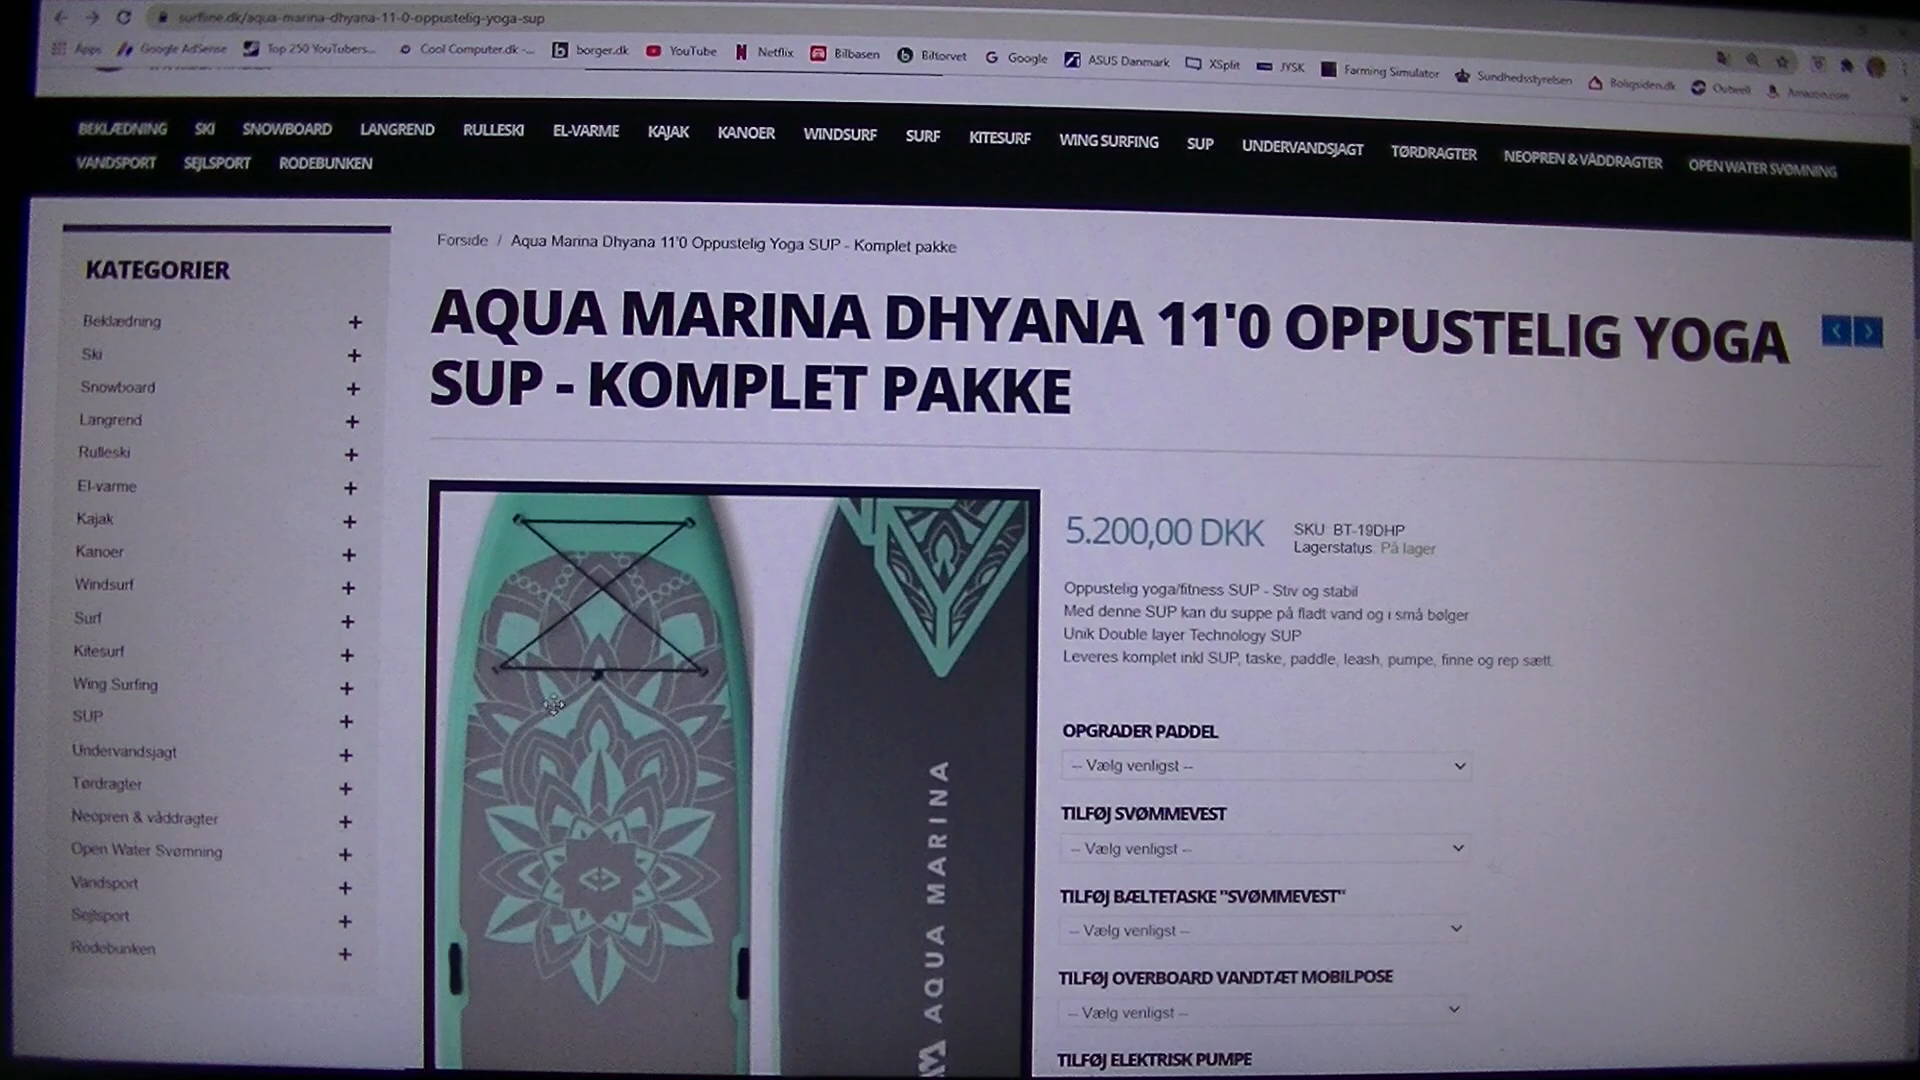 surfline.dk/aqua-marina-dhyana-11-0-oppustelig-yoga-sup
Apps Google AdSense Top 250 YouTubers... Cool Computer.dk -... borger.dk YouTube Netflix Bilbasen Biltorvet Google ASUS Danmark XSplit JYSK Farming Simulator Sundhedsstyrelsen Boligsiden.dk Outwell Amazon.com
BEKLÆDNING SKI SNOWBOARD LANGREND RULLESKI EL-VARME KAJAK KANOER WINDSURF SURF KITESURF WING SURFING SUP UNDERVANDSJAGT TØRDRAGTER NEOPREN & VÅDDRAGTER OPEN WATER SVØMNING
VANDSPORT SEJLSPORT RODEBUNKEN
Forside / Aqua Marina Dhyana 11'0 Oppustelig Yoga SUP - Komplet pakke
KATEGORIER
Beklædning +
Ski +
Snowboard +
Langrend +
Rulleski +
El-varme +
Kajak +
Kanoer +
Windsurf +
Surf +
Kitesurf +
Wing Surfing +
SUP +
Undervandsjagt +
Tørdragter +
Neopren & våddragter +
Open Water Svømning +
Vandsport +
Sejlsport +
Rodebunken +
AQUA MARINA DHYANA 11'0 OPPUSTELIG YOGA
SUP - KOMPLET PAKKE
AQUA MARINA
5.200,00 DKK
SKU: BT-19DHP
Lagerstatus: På lager
Oppustelig yoga/fitness SUP - Stiv og stabil
Med denne SUP kan du suppe på fladt vand og i små bølger
Unik Double layer Technology SUP
Leveres komplet inkl SUP, taske, paddle, leash, pumpe, finne og rep sætt.
OPGRADER PADDEL
-- Vælg venligst --
TILFØJ SVØMMEVEST
-- Vælg venligst --
TILFØJ BÆLTETASKE "SVØMMEVEST"
-- Vælg venligst --
TILFØJ OVERBOARD VANDTÆT MOBILPOSE
-- Vælg venligst --
TILFØJ ELEKTRISK PUMPE